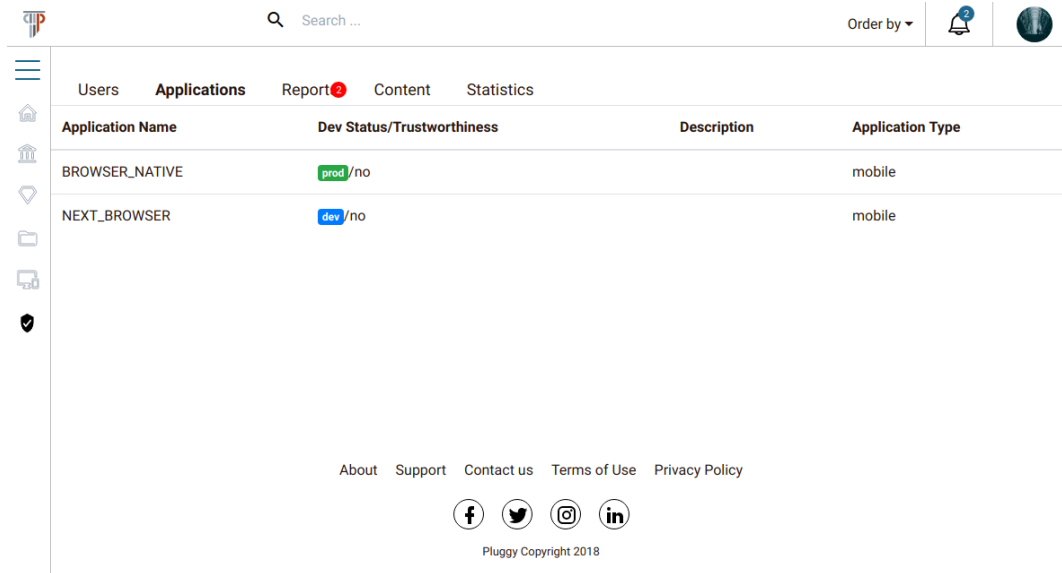 Search ...
Order by
2
Users Applications Report 2 Content Statistics
Application Name Dev Status/Trustworthiness Description Application Type
BROWSER_NATIVE prod/no mobile
NEXT_BROWSER dev/no mobile
About Support Contact us Terms of Use Privacy Policy
Pluggy Copyright 2018